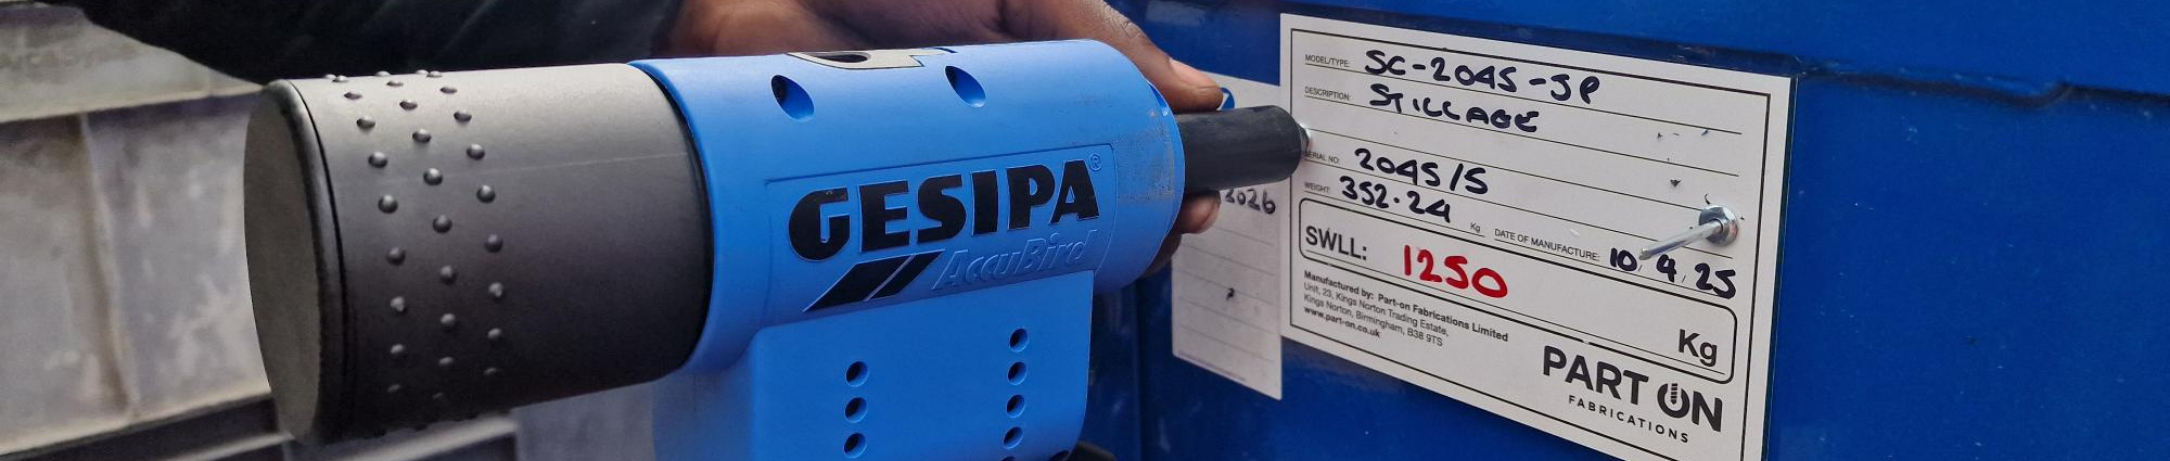 GESIPA®
AccuBird
2026
MODEL/TYPE: SC-2045-SP
DESCRIPTION: STILLAGE
SERIAL NO: 2045/5
WEIGHT: 352.24 Kg
DATE OF MANUFACTURE: 10/4/25
SWLL: 1250 Kg
Manufactured by: Part-on Fabrications Limited
Unit, 23, Kings Norton Trading Estate,
Kings Norton, Birmingham, B38 9TS
www.part-on.co.uk
PART ON
FABRICATIONS